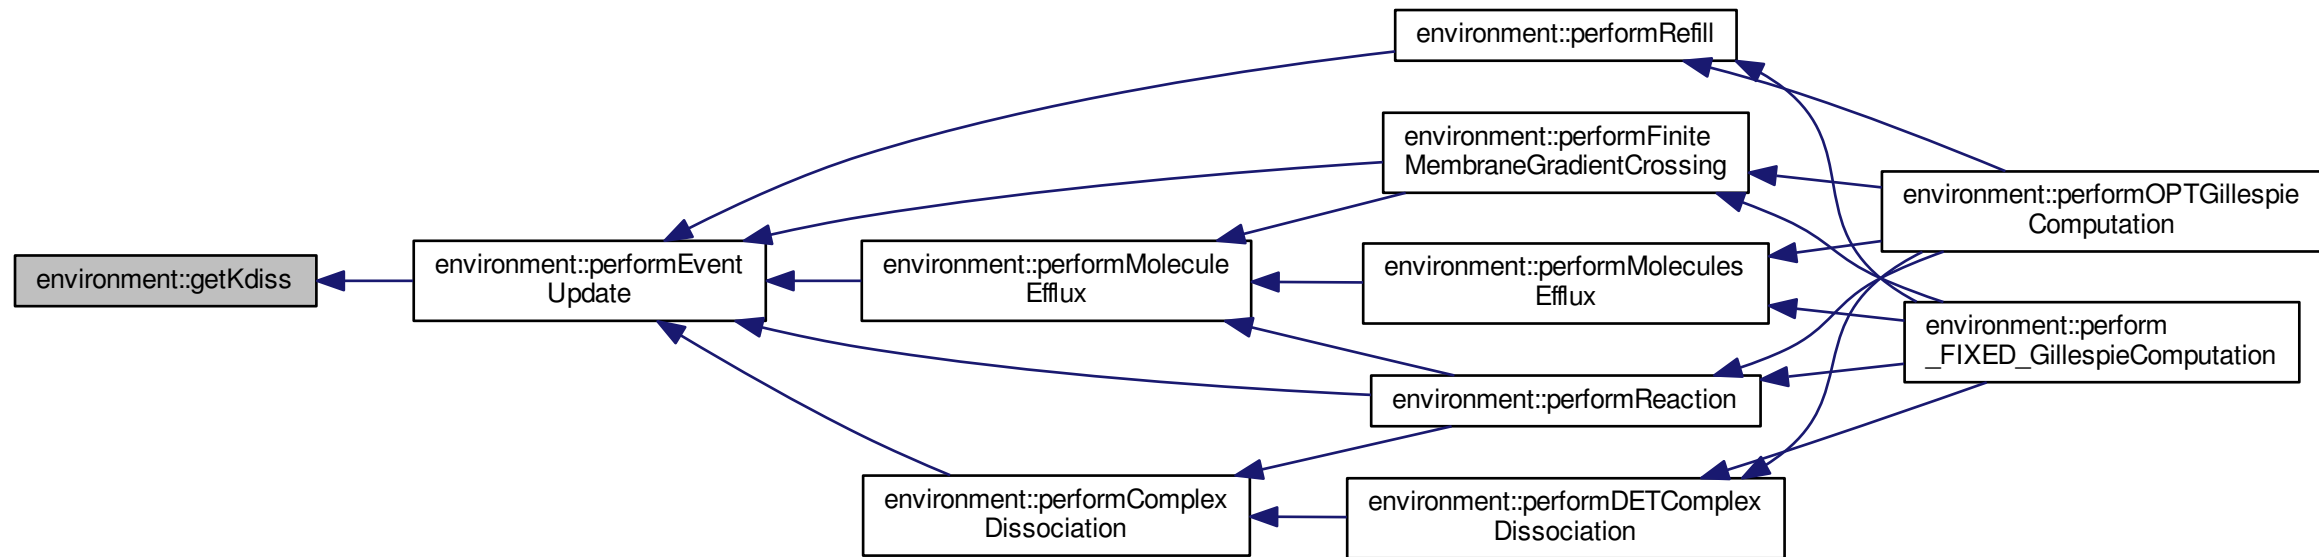 environment::getKdiss
environment::performEvent
Update
environment::performMolecule
Efflux
environment::performComplex
Dissociation
environment::performRefill
environment::performFinite
MembraneGradientCrossing
environment::performMolecules
Efflux
environment::performReaction
environment::performDETComplex
Dissociation
environment::performOPTGillespie
Computation
environment::perform
_FIXED_GillespieComputation